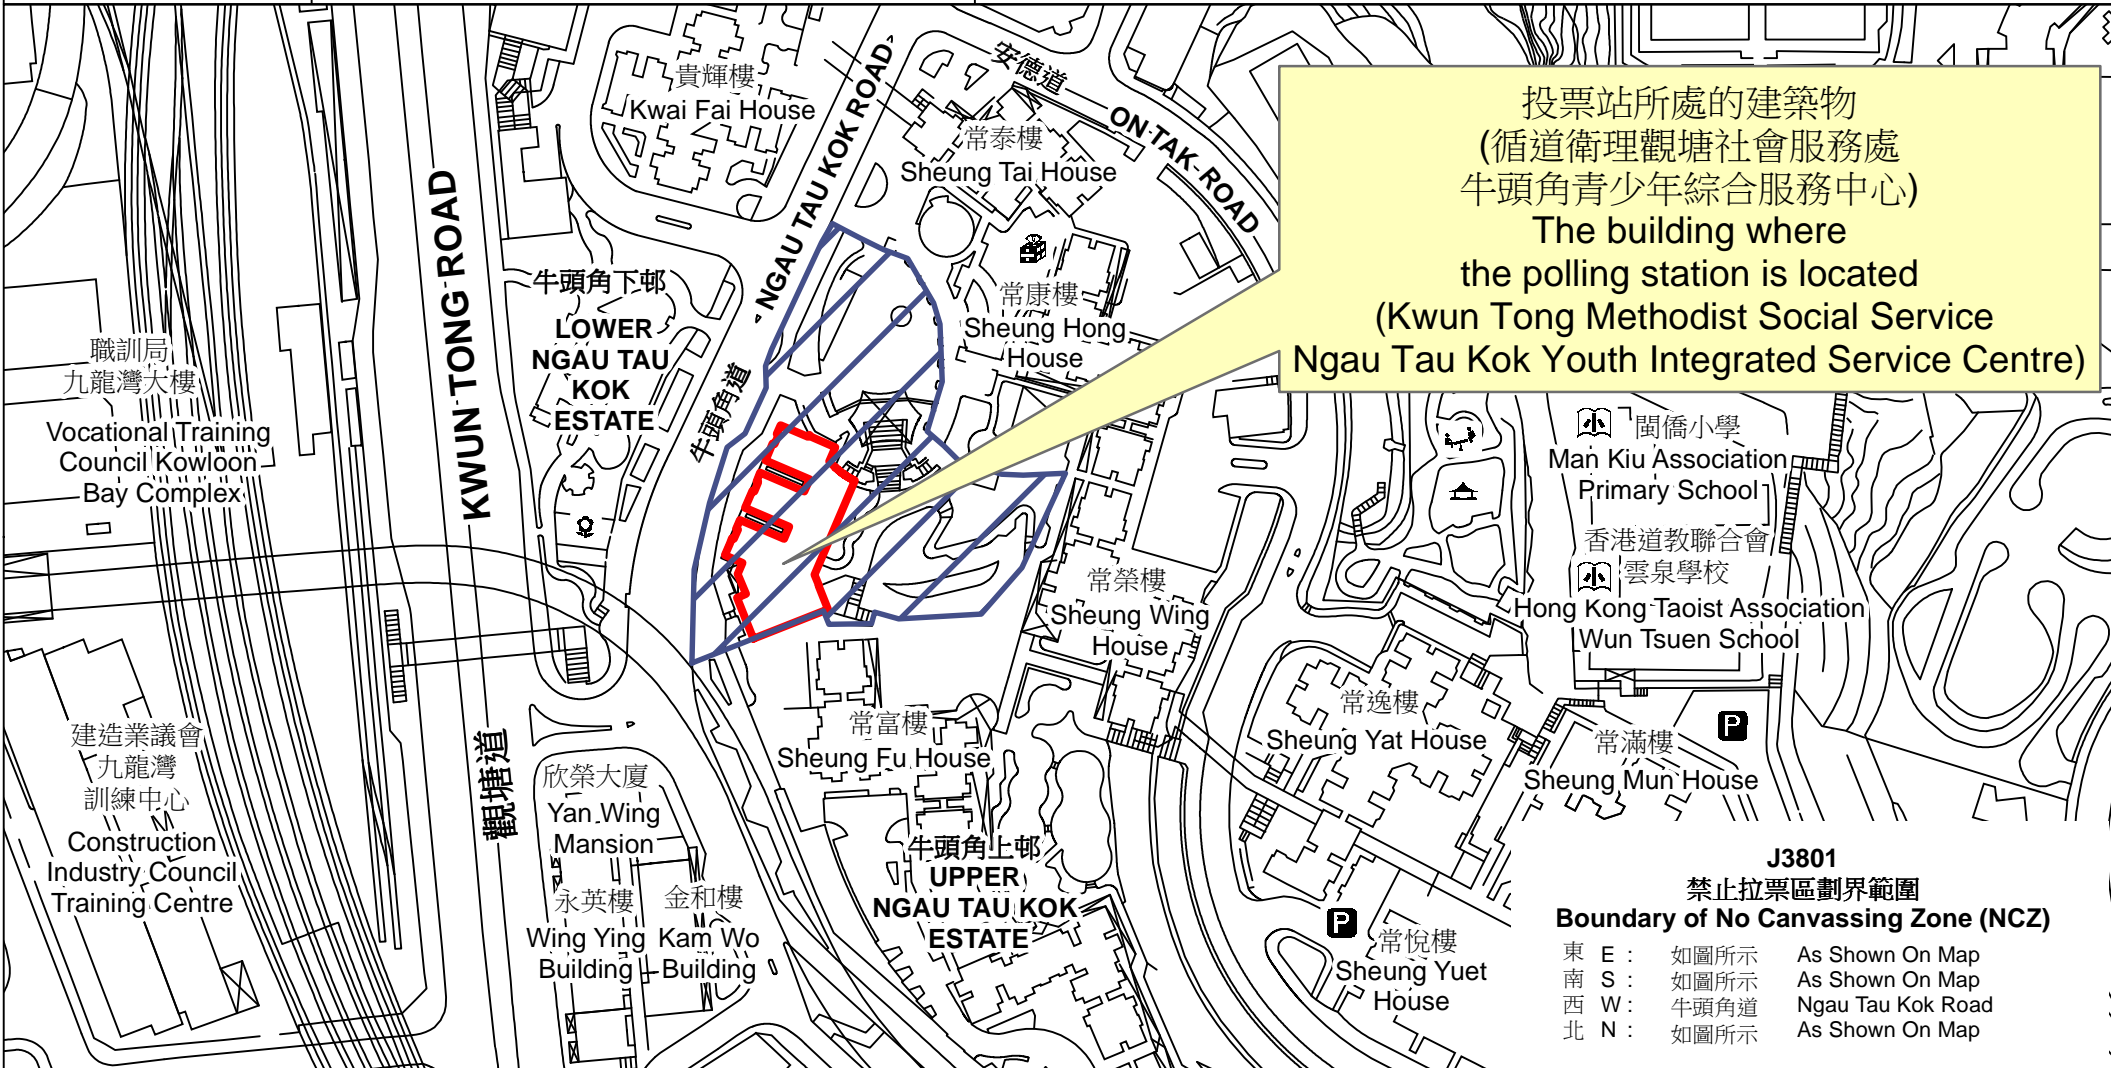 貴輝樓
Kwai Fai House
安德道
ON TAK ROAD
NGAU TAU KOK ROAD
牛頭角道
常泰樓
Sheung Tai House
投票站所處的建築物
(循道衛理觀塘社會服務處
牛頭角青少年綜合服務中心)
The building where
the polling station is located
(Kwun Tong Methodist Social Service
Ngau Tau Kok Youth Integrated Service Centre)
KWUN TONG ROAD
觀塘道
牛頭角下邨
LOWER
NGAU TAU
KOK
ESTATE
常康樓
Sheung Hong
House
職訓局
九龍灣大樓
Vocational Training
Council Kowloon
Bay Complex
小 閩僑小學
Man Kiu Association
Primary School
香港道教聯合會
小 雲泉學校
Hong Kong Taoist Association
Wun Tsuen School
常榮樓
Sheung Wing
House
常富樓
Sheung Fu House
常逸樓
Sheung Yat House
常滿樓
Sheung Mun House
P
建造業議會
九龍灣
訓練中心
Construction
Industry Council
Training Centre
欣榮大廈
Yan Wing
Mansion
永英樓
Wing Ying
Building
金和樓
Kam Wo
Building
牛頭角上邨
UPPER
NGAU TAU KOK
ESTATE
P
常悅樓
Sheung Yuet
House
J3801
禁止拉票區劃界範圍
Boundary of No Canvassing Zone (NCZ)
東 E : 如圖所示 As Shown On Map
南 S : 如圖所示 As Shown On Map
西 W : 牛頭角道 Ngau Tau Kok Road
北 N : 如圖所示 As Shown On Map